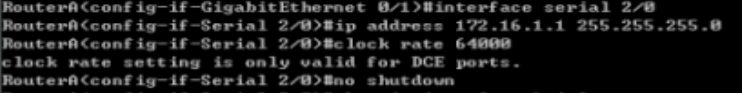 RouterA(config-if-GigabitEthernet 0/1)#interface serial 2/0
RouterA(config-if-Serial 2/0)#ip address 172.16.1.1 255.255.255.0
RouterA(config-if-Serial 2/0)#clock rate 64000
clock rate setting is only valid for DCE ports.
RouterA(config-if-Serial 2/0)#no shutdown